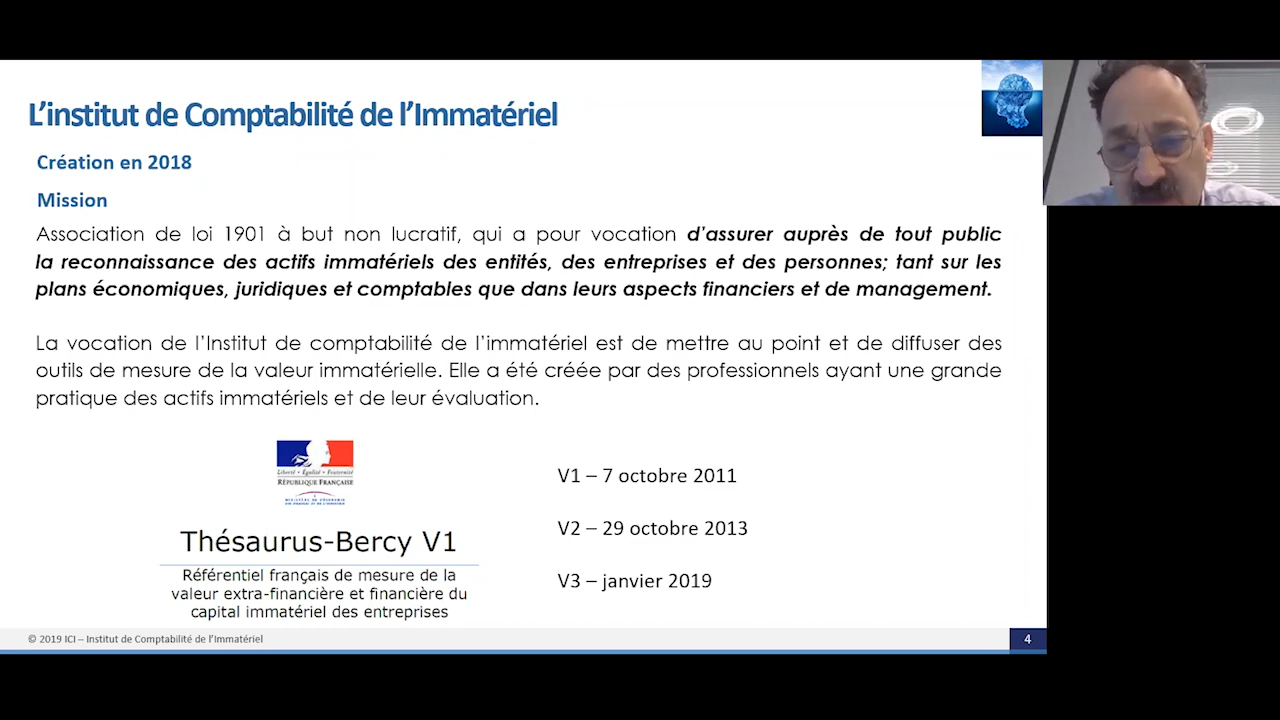 L'institut de Comptabilité de l'Immatériel
Création en 2018
Mission
Association de loi 1901 à but non lucratif, qui a pour vocation d'assurer auprès de tout public
la reconnaissance des actifs immatériels des entités, des entreprises et des personnes; tant sur les
plans économiques, juridiques et comptables que dans leurs aspects financiers et de management.
La vocation de l'Institut de comptabilité de l'immatériel est de mettre au point et de diffuser des
outils de mesure de la valeur immatérielle. Elle a été créée par des professionnels ayant une grande
pratique des actifs immatériels et de leur évaluation.
Liberté • Égalité • Fraternité
RÉPUBLIQUE FRANÇAISE
Thésaurus-Bercy V1
Référentiel français de mesure de la
valeur extra-financière et financière du
capital immatériel des entreprises
V1 – 7 octobre 2011
V2 – 29 octobre 2013
V3 – janvier 2019
© 2019 ICI – Institut de Comptabilité de l'Immatériel
4